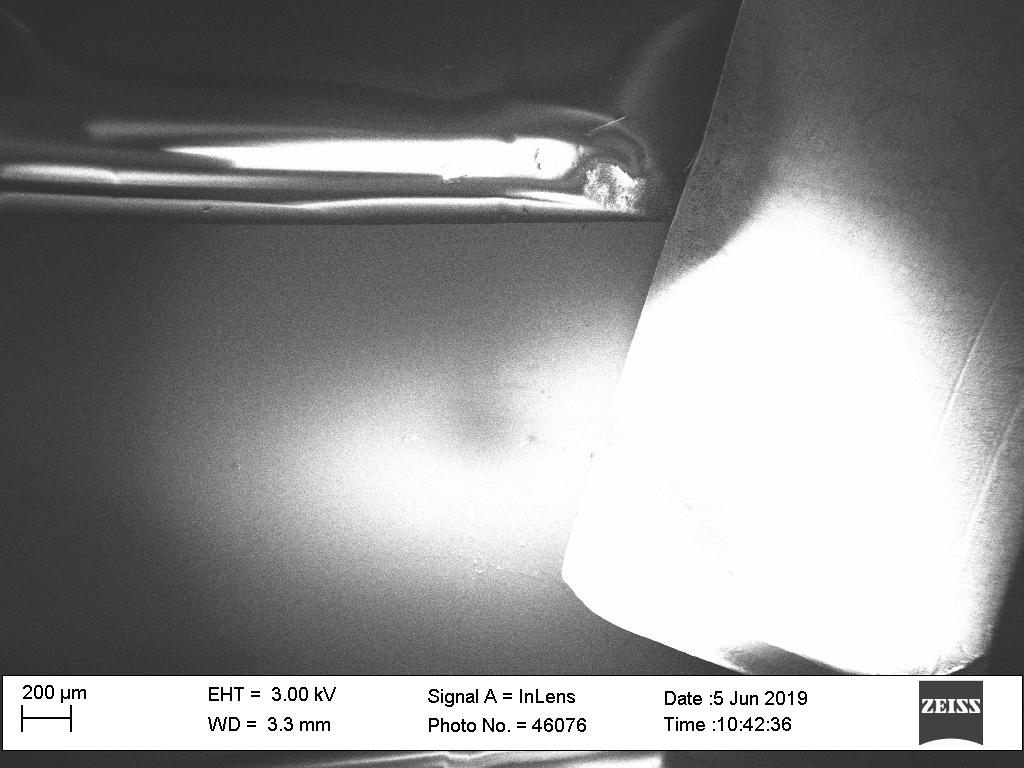 200 µm
EHT = 3.00 kV
WD = 3.3 mm
Signal A = InLens
Photo No. = 46076
Date :5 Jun 2019
Time :10:42:36
ZEISS